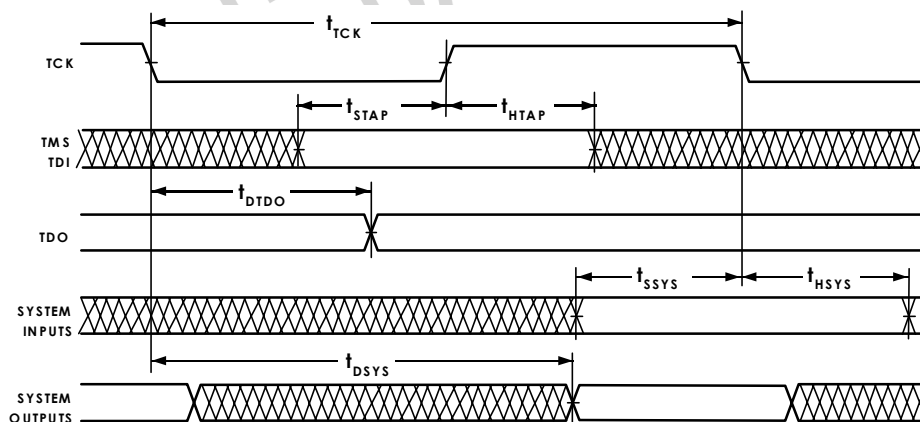 tTCK
TCK
tSTAP
tHTAP
TMS
TDI
tDTDO
TDO
tSSYS
tHSYS
SYSTEM
INPUTS
tDSYS
SYSTEM
OUTPUTS